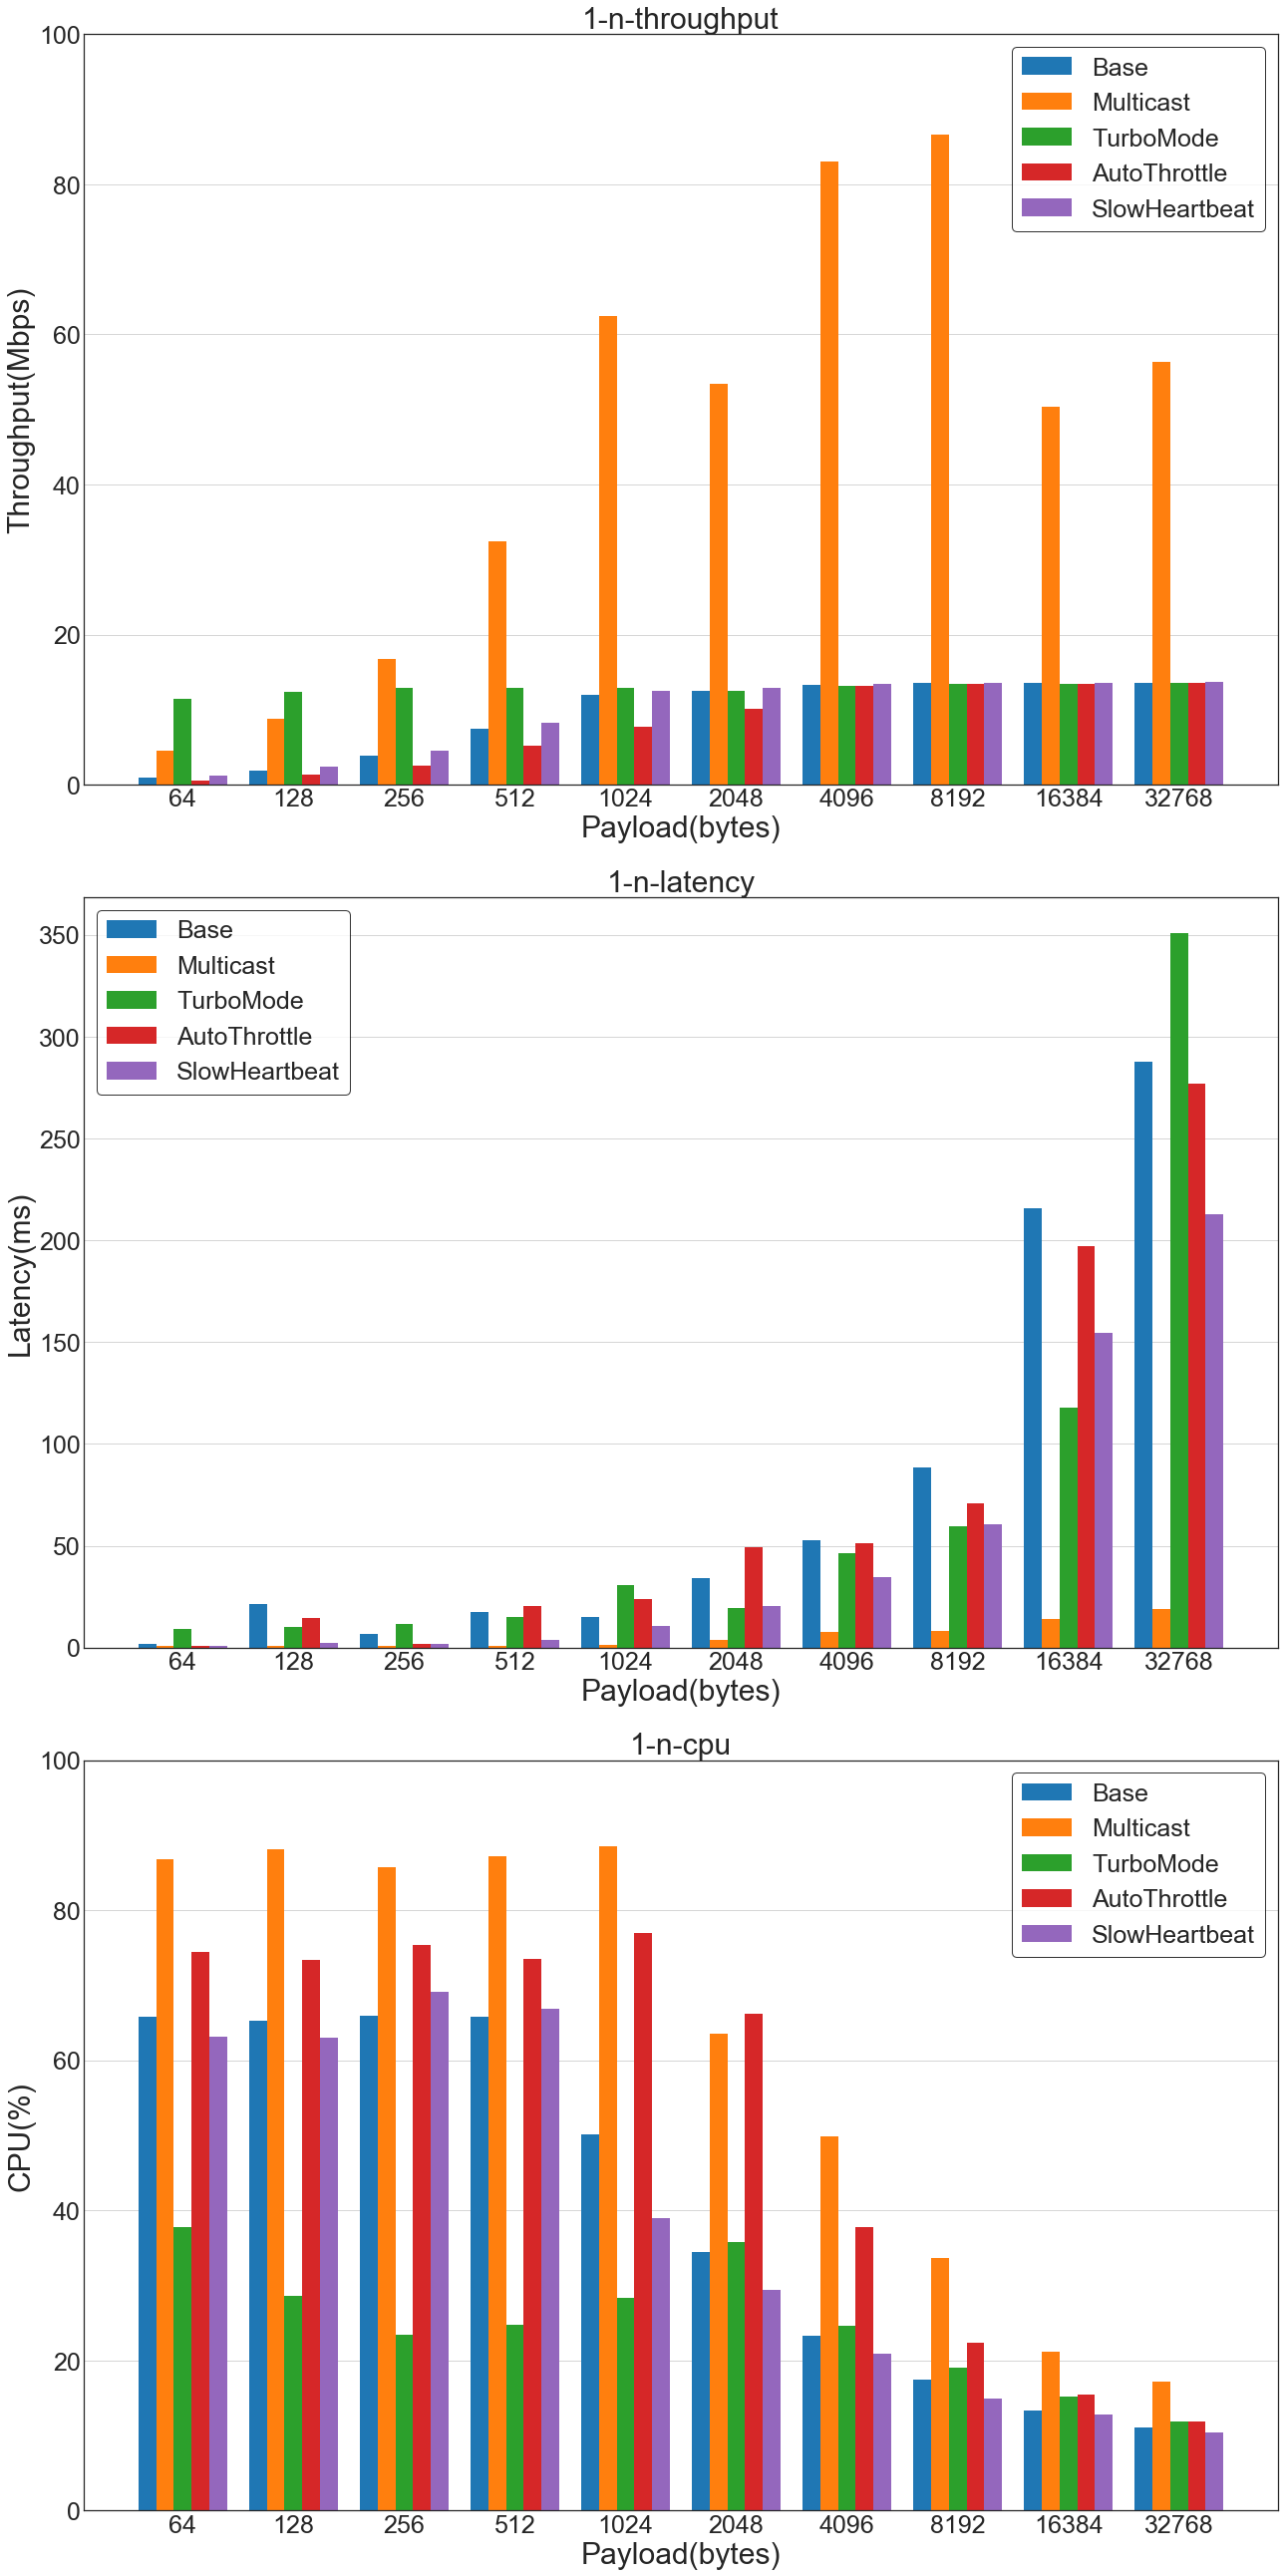 1-n-throughput
100
80
60
40
20
0
Throughput(Mbps)
Base
Multicast
TurboMode
AutoThrottle
SlowHeartbeat
64 128 256 512 1024 2048 4096 8192 16384 32768
Payload(bytes)
1-n-latency
350
300
250
200
150
100
50
0
Latency(ms)
Base
Multicast
TurboMode
AutoThrottle
SlowHeartbeat
64 128 256 512 1024 2048 4096 8192 16384 32768
Payload(bytes)
1-n-cpu
100
80
60
40
20
0
CPU(%)
Base
Multicast
TurboMode
AutoThrottle
SlowHeartbeat
64 128 256 512 1024 2048 4096 8192 16384 32768
Payload(bytes)